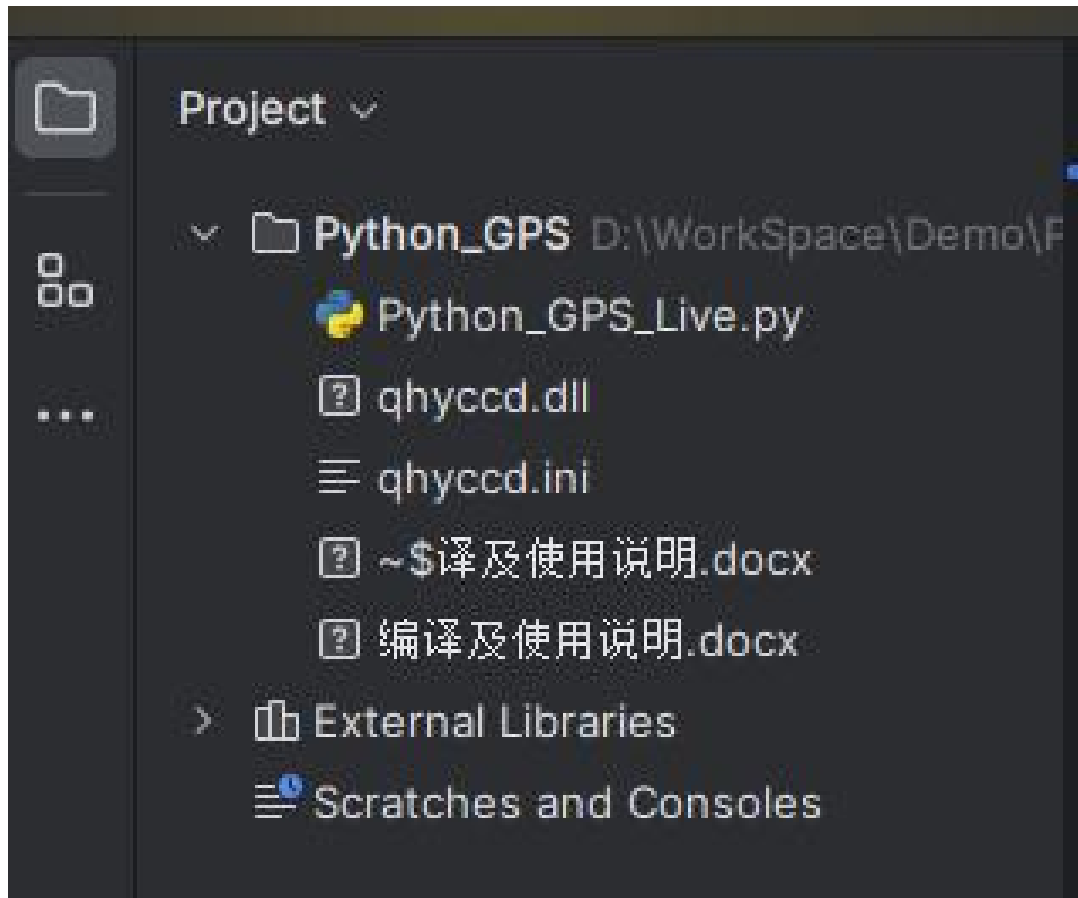 Project
Python_GPS D:\WorkSpace\Demo\
Python_GPS_Live.py
qhyccd.dll
qhyccd.ini
~$译及使用说明.docx
编译及使用说明.docx
External Libraries
Scratches and Consoles